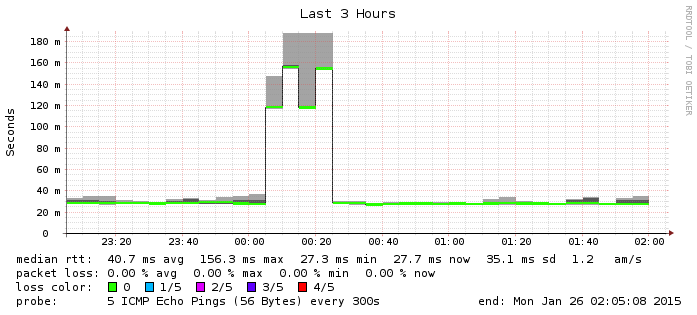 Last 3 Hours
RRDTOOL / TOBI OETIKER
Seconds
180 m
160 m
140 m
120 m
100 m
80 m
60 m
40 m
20 m
0
23:20 23:40 00:00 00:20 00:40 01:00 01:20 01:40 02:00
median rtt: 40.7 ms avg 156.3 ms max 27.3 ms min 27.7 ms now 35.1 ms sd 1.2 am/s
packet loss: 0.00 % avg 0.00 % max 0.00 % min 0.00 % now
loss color: 0 1/5 2/5 3/5 4/5
probe: 5 ICMP Echo Pings (56 Bytes) every 300s end: Mon Jan 26 02:05:08 2015